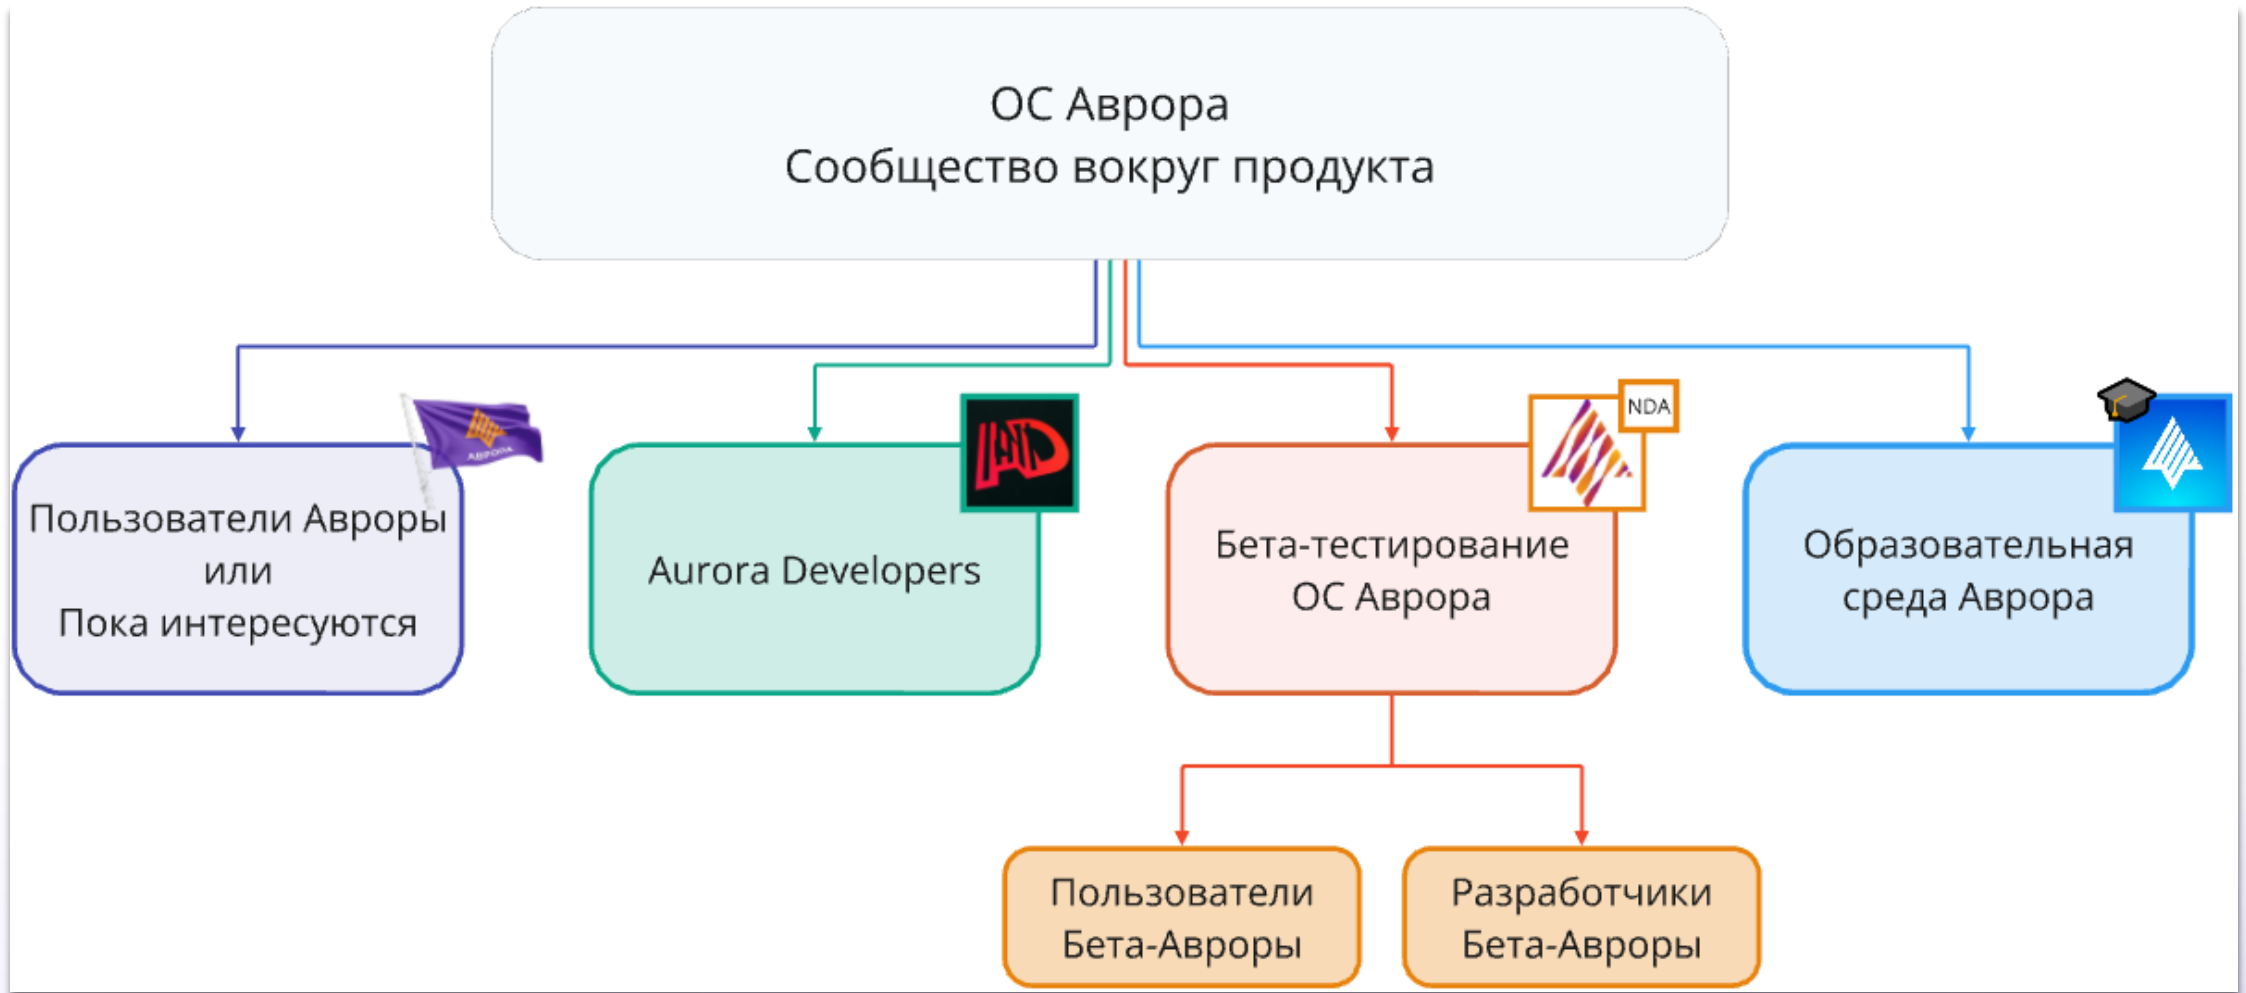 ОС Аврора
Сообщество вокруг продукта
АВРОРА
NDA
Пользователи Авроры
или
Пока интересуются
Aurora Developers
Бета-тестирование
ОС Аврора
Образовательная
среда Аврора
Пользователи
Бета-Авроры
Разработчики
Бета-Авроры